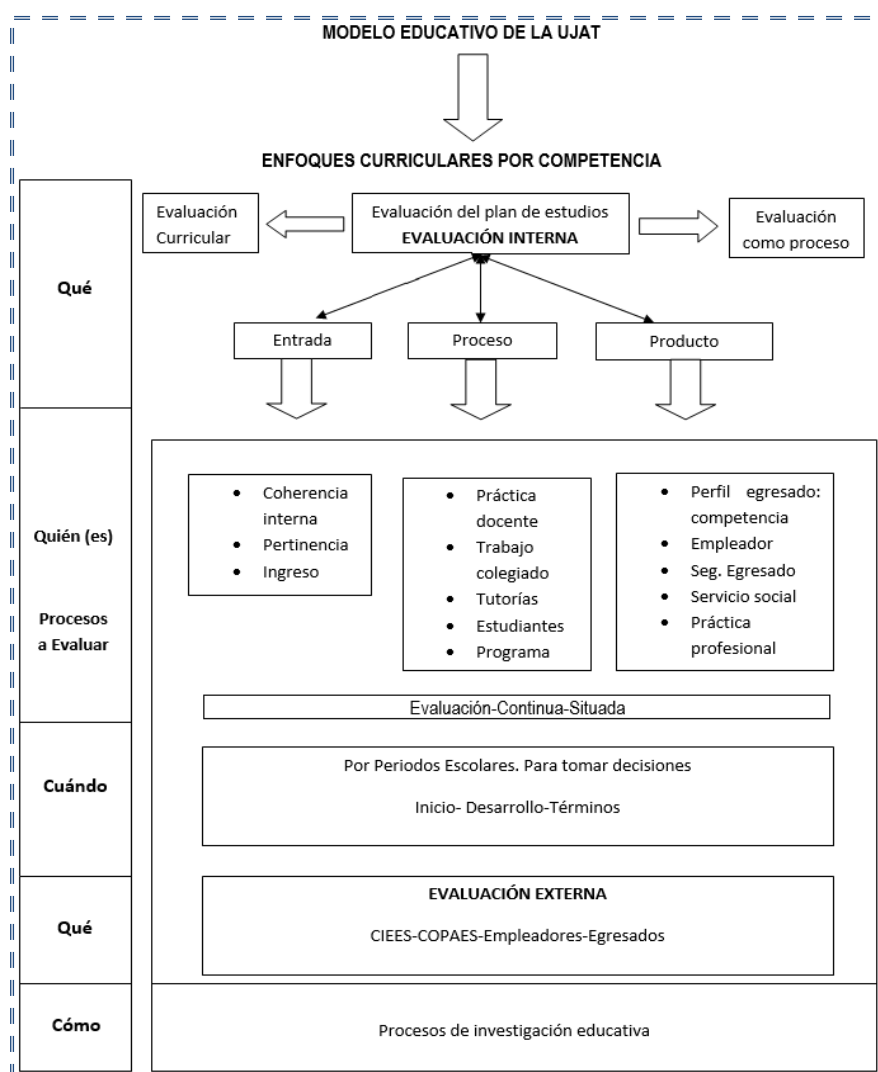 MODELO EDUCATIVO DE LA UJAT
ENFOQUES CURRICULARES POR COMPETENCIA
Qué
Evaluación
Curricular
Evaluación del plan de estudios
EVALUACIÓN INTERNA
Evaluación
como proceso
Entrada
Proceso
Producto
Quién (es)
Procesos
a Evaluar
• Coherencia
interna
• Pertinencia
• Ingreso
• Práctica
docente
• Trabajo
colegiado
• Tutorías
• Estudiantes
• Programa
• Perfil egresado:
competencia
• Empleador
• Seg. Egresado
• Servicio social
• Práctica
profesional
Evaluación-Continua-Situada
Cuándo
Por Periodos Escolares. Para tomar decisiones
Inicio- Desarrollo-Términos
Qué
EVALUACIÓN EXTERNA
CIEES-COPAES-Empleadores-Egresados
Cómo
Procesos de investigación educativa